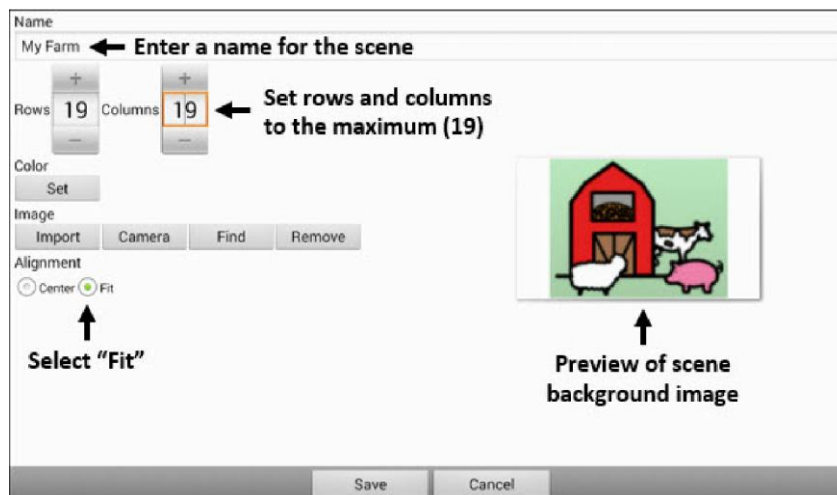 Name
My Farm
Enter a name for the scene
+ +
Rows 19 Columns 19
Set rows and columns
to the maximum (19)
— —
Color
Set
Image
Import Camera Find Remove
Alignment
Center Fit
Select “Fit”
Preview of scene
background image
Save Cancel